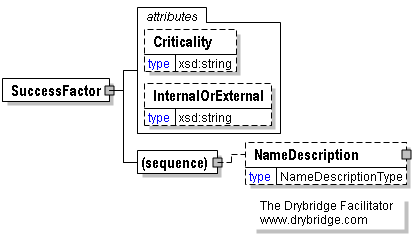 attributes
Criticality
type xsd:string
InternalOrExternal
type xsd:string
SuccessFactor
(sequence)
NameDescription
type NameDescriptionType
The Drybridge Facilitator
www.drybridge.com